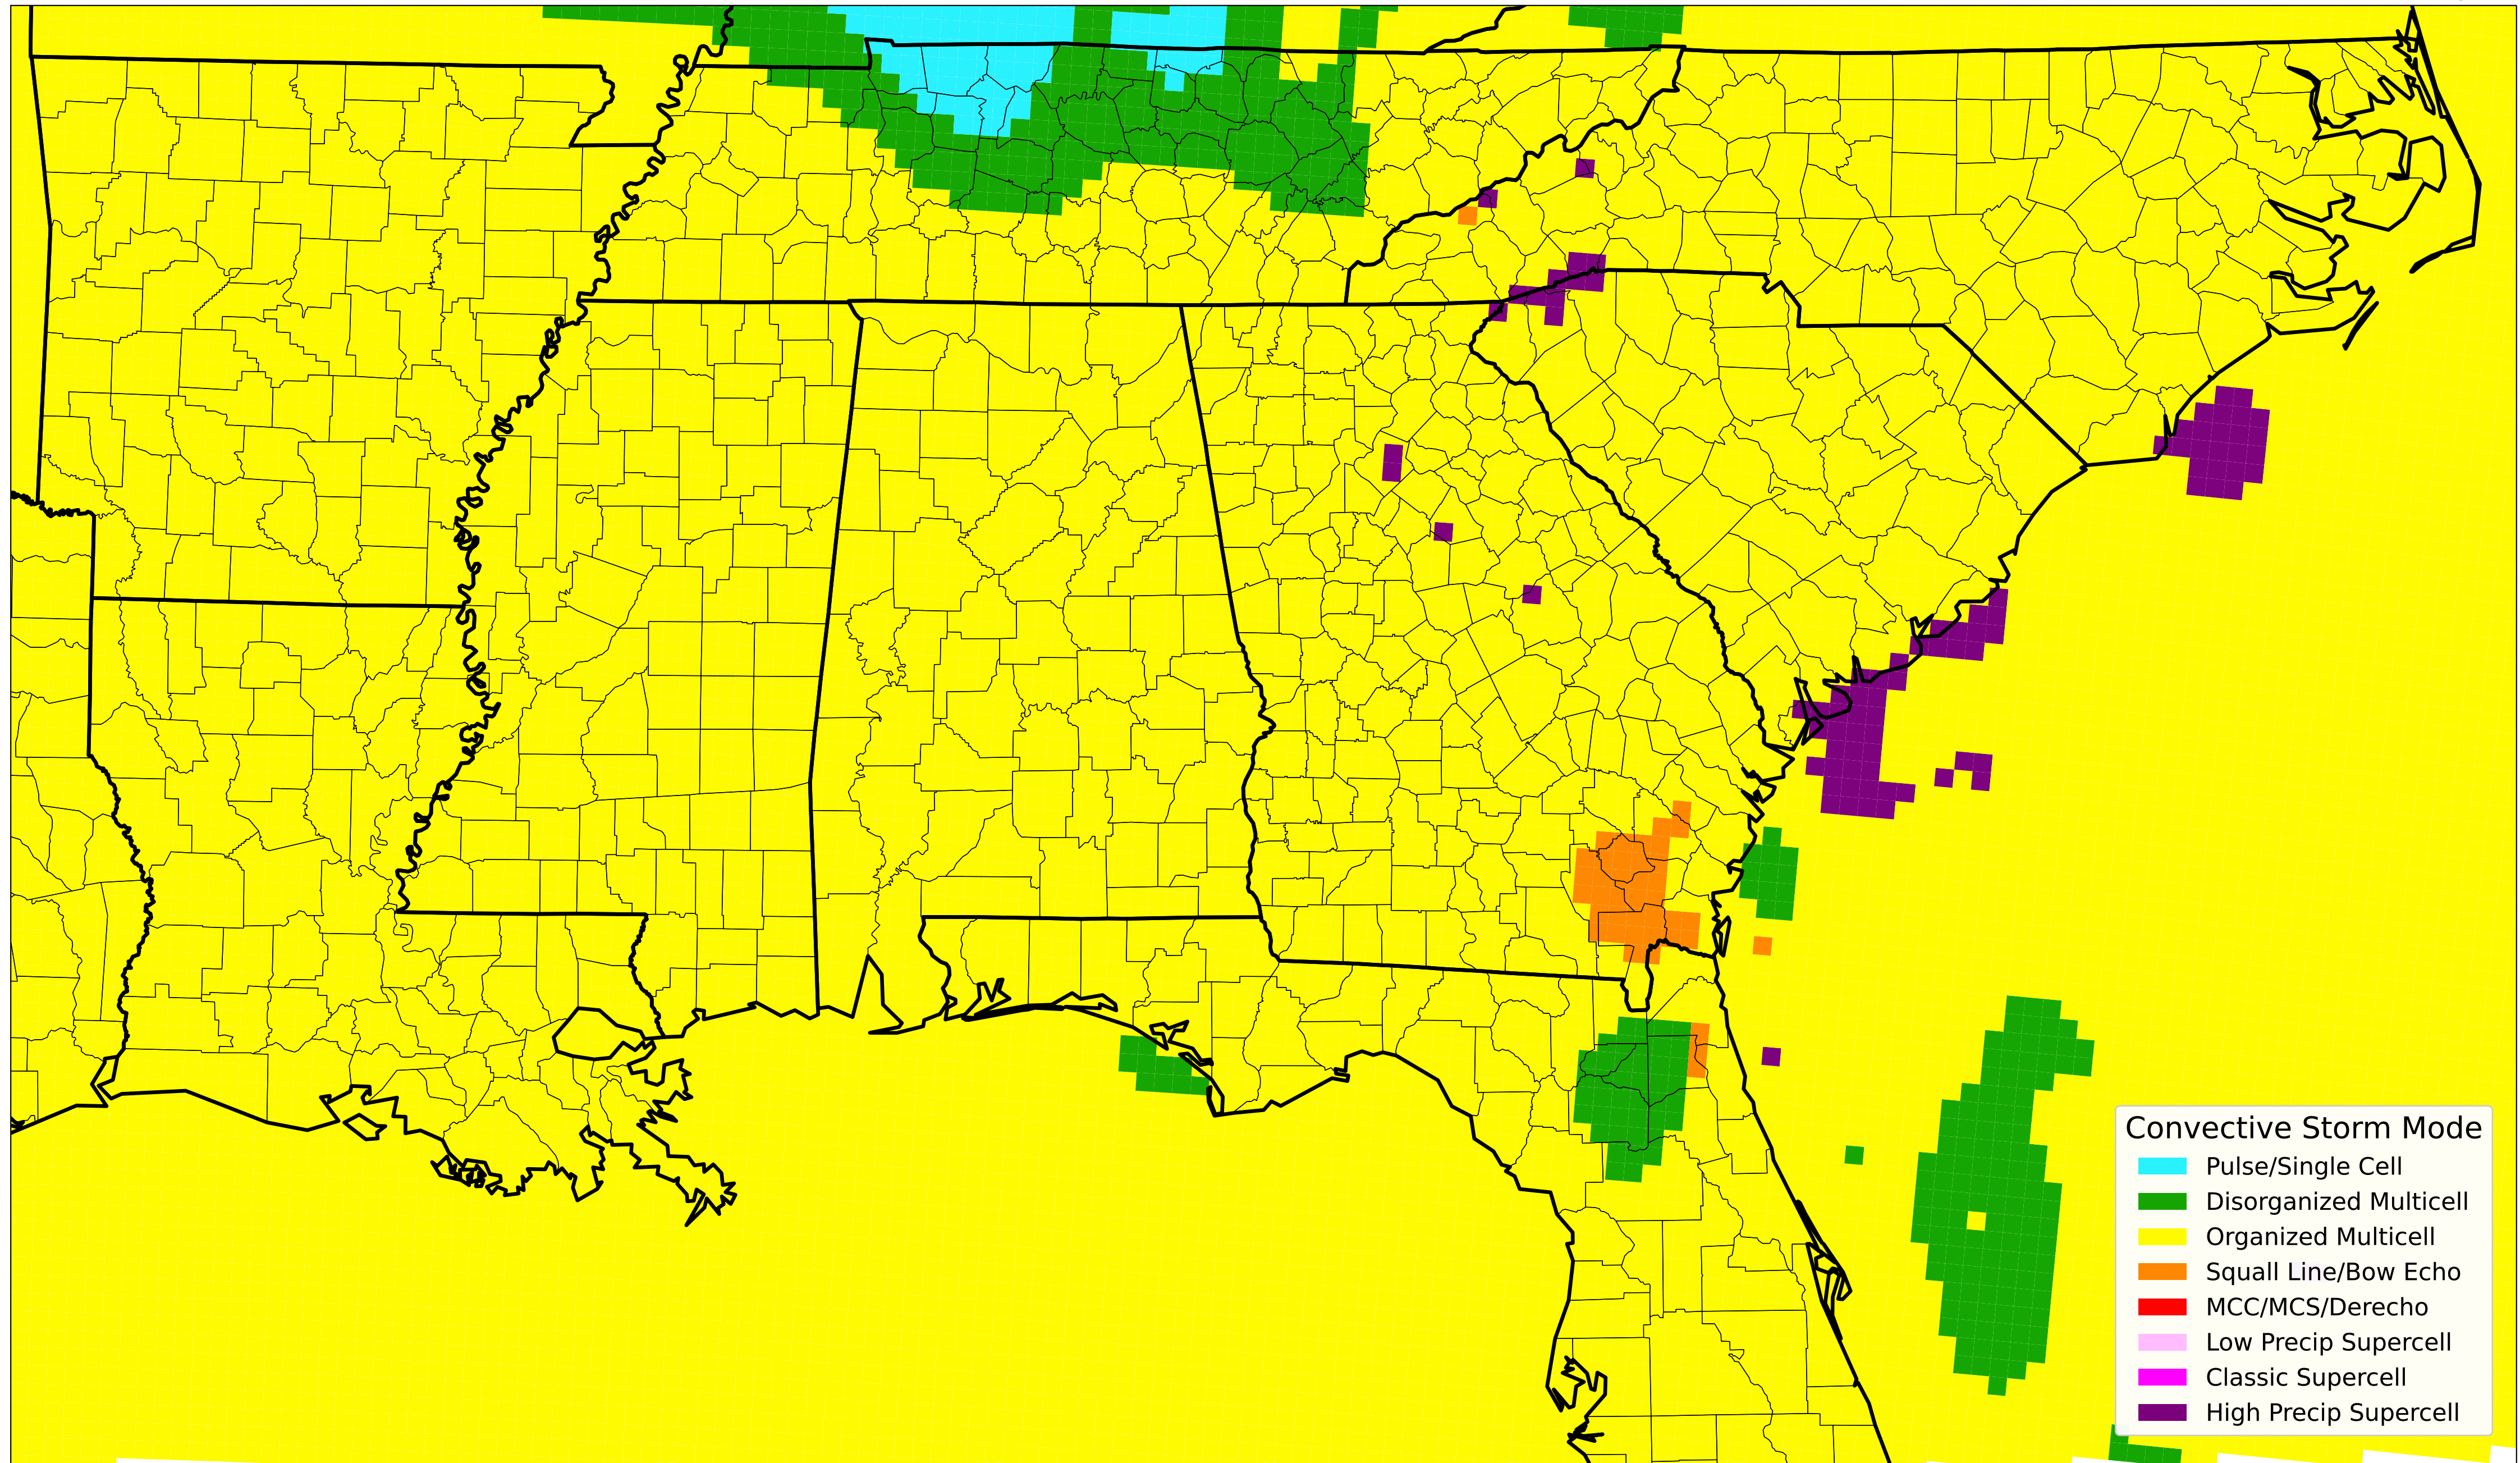 Convective Storm Mode
Pulse/Single Cell
Disorganized Multicell
Organized Multicell
Squall Line/Bow Echo
MCC/MCS/Derecho
Low Precip Supercell
Classic Supercell
High Precip Supercell